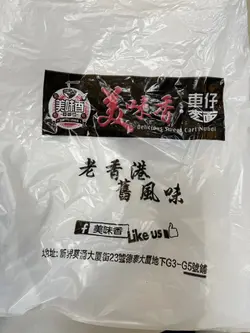 美味香
美味香 車仔麵
Delicious Sweet Cart Noodl
老香港
舊風味
f 美味香 Like us
地址: 新界葵涌大廈街23號德東大廈地下G3-G5號舖